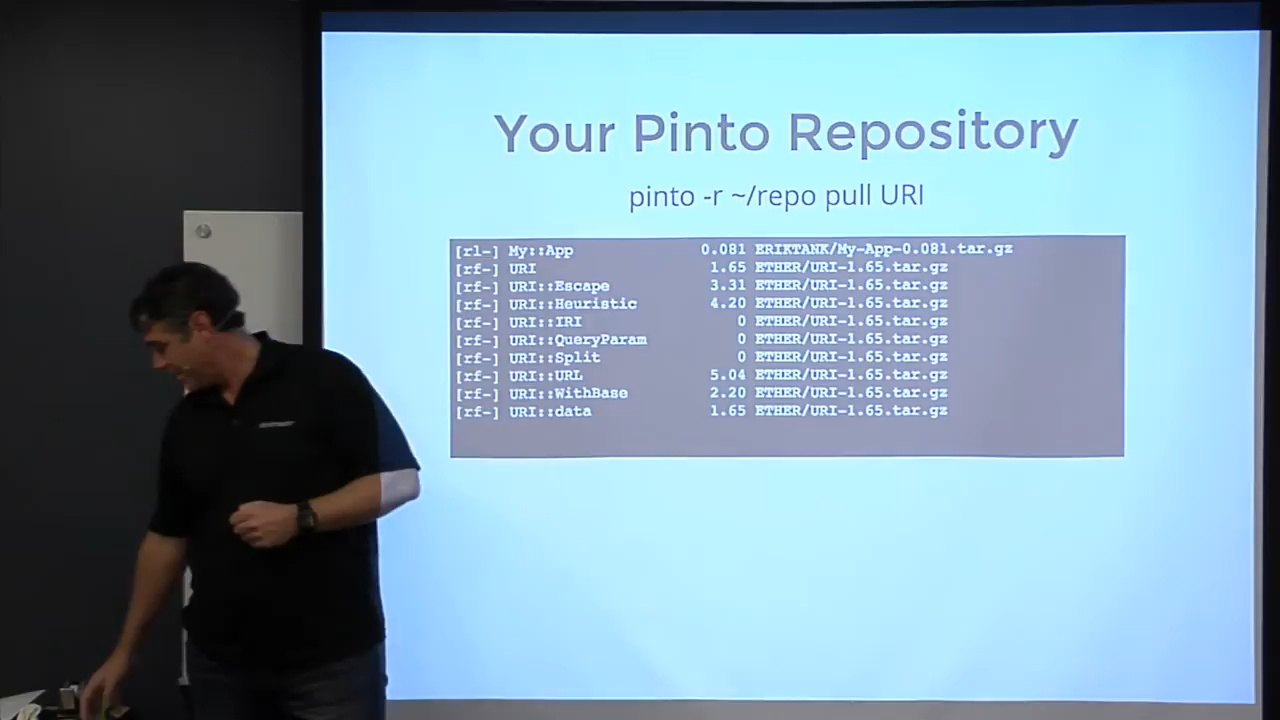 Your Pinto Repository
pinto -r ~/repo pull URI
[rl-] My::App 0.081 ERIKTANK/My-App-0.081.tar.gz
[rf-] URI 1.65 ETHER/URI-1.65.tar.gz
[rf-] URI::Escape 3.31 ETHER/URI-1.65.tar.gz
[rf-] URI::Heuristic 4.20 ETHER/URI-1.65.tar.gz
[rf-] URI::IRI 0 ETHER/URI-1.65.tar.gz
[rf-] URI::QueryParam 0 ETHER/URI-1.65.tar.gz
[rf-] URI::Split 0 ETHER/URI-1.65.tar.gz
[rf-] URI::URL 5.04 ETHER/URI-1.65.tar.gz
[rf-] URI::WithBase 2.20 ETHER/URI-1.65.tar.gz
[rf-] URI::data 1.65 ETHER/URI-1.65.tar.gz